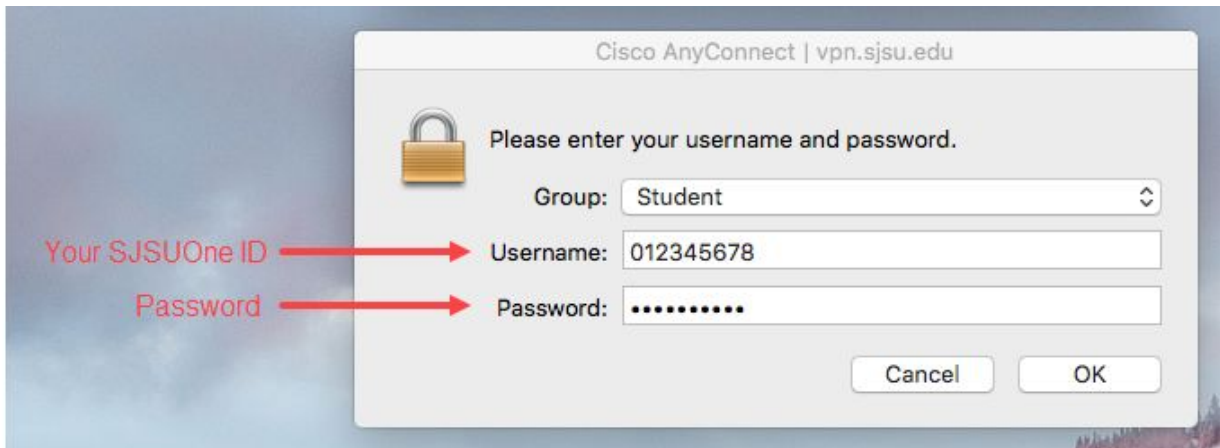 Cisco AnyConnect | vpn.sjsu.edu
Please enter your username and password.
Group: Student
Your SJSUOne ID Username: 012345678
Password Password: ••••••••••
Cancel OK